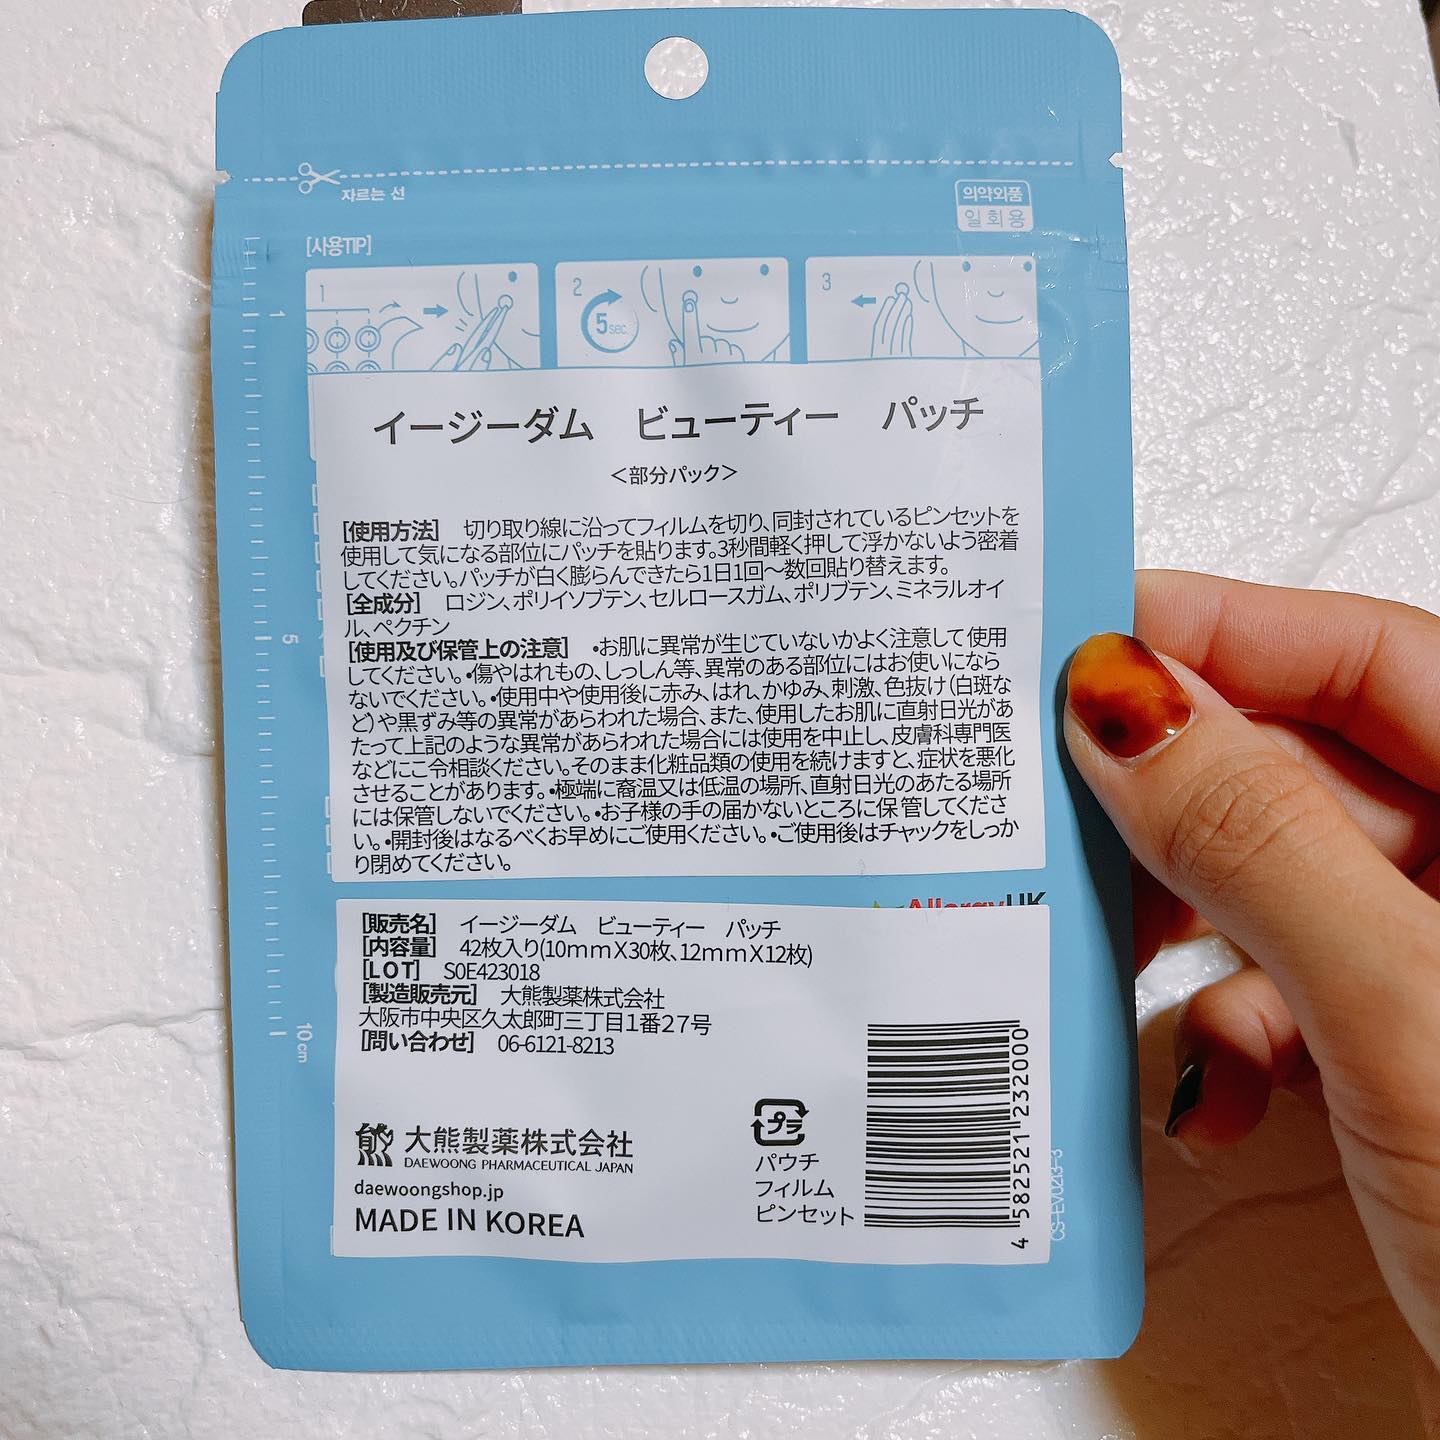 자르는 선
의약외품
일회용
[사용TIP]
1
2
5sec.
3
イージーダム ビューティー パッチ
＜部分パック＞
[使用方法] 切り取り線に沿ってフィルムを切り、同封されているピンセットを
使用して気になる部位にパッチを貼ります。3秒間軽く押して浮かないよう密着
してください。パッチが白く膨らんできたら1日1回～数回貼り替えます。
[全成分] ロジン、ポリイソブテン、セルロースガム、ポリブテン、ミネラルオイ
ル、ペクチン
[使用及び保管上の注意] •お肌に異常が生じていないかよく注意して使用
してください。•傷やはれもの、しっしん等、異常のある部位にはお使いになら
ないでください。•使用中や使用後に赤み、はれ、かゆみ、刺激、色抜け（白斑な
ど）や黒ずみ等の異常があらわれた場合、また、使用したお肌に直射日光があ
たって上記のような異常があらわれた場合には使用を中止し、皮膚科専門医
などにこ令相談ください。そのまま化粧品類の使用を続けますと、症状を悪化
させることがあります。•極端に裔温又は低温の場所、直射日光のあたる場所
には保管しないでください。•お子様の手の届かないところに保管してくださ
い。•開封後はなるべくお早めにご使用ください。•ご使用後はチャックをしっか
り閉めてください。
AllergyUK
[販売名] イージーダム ビューティー パッチ
[内容量] 42枚入り(10mmX30枚、12mmX12枚)
[LOT] S0E423018
[製造販売元] 大熊製薬株式会社
大阪市中央区久太郎町三丁目1番27号
[問い合わせ] 06-6121-8213
大熊製薬株式会社
DAEWOONG PHARMACEUTICAL JAPAN
daewoongshop.jp
MADE IN KOREA
プラ
パウチ
フィルム
ピンセット
4 582521 232000
1
5
10cm